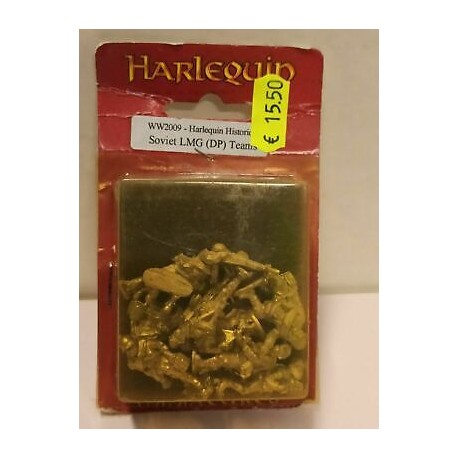 HARLEQUIN
€ 15.50
WW2009 - Harlequin Historic
Soviet LMG (DP) Teams